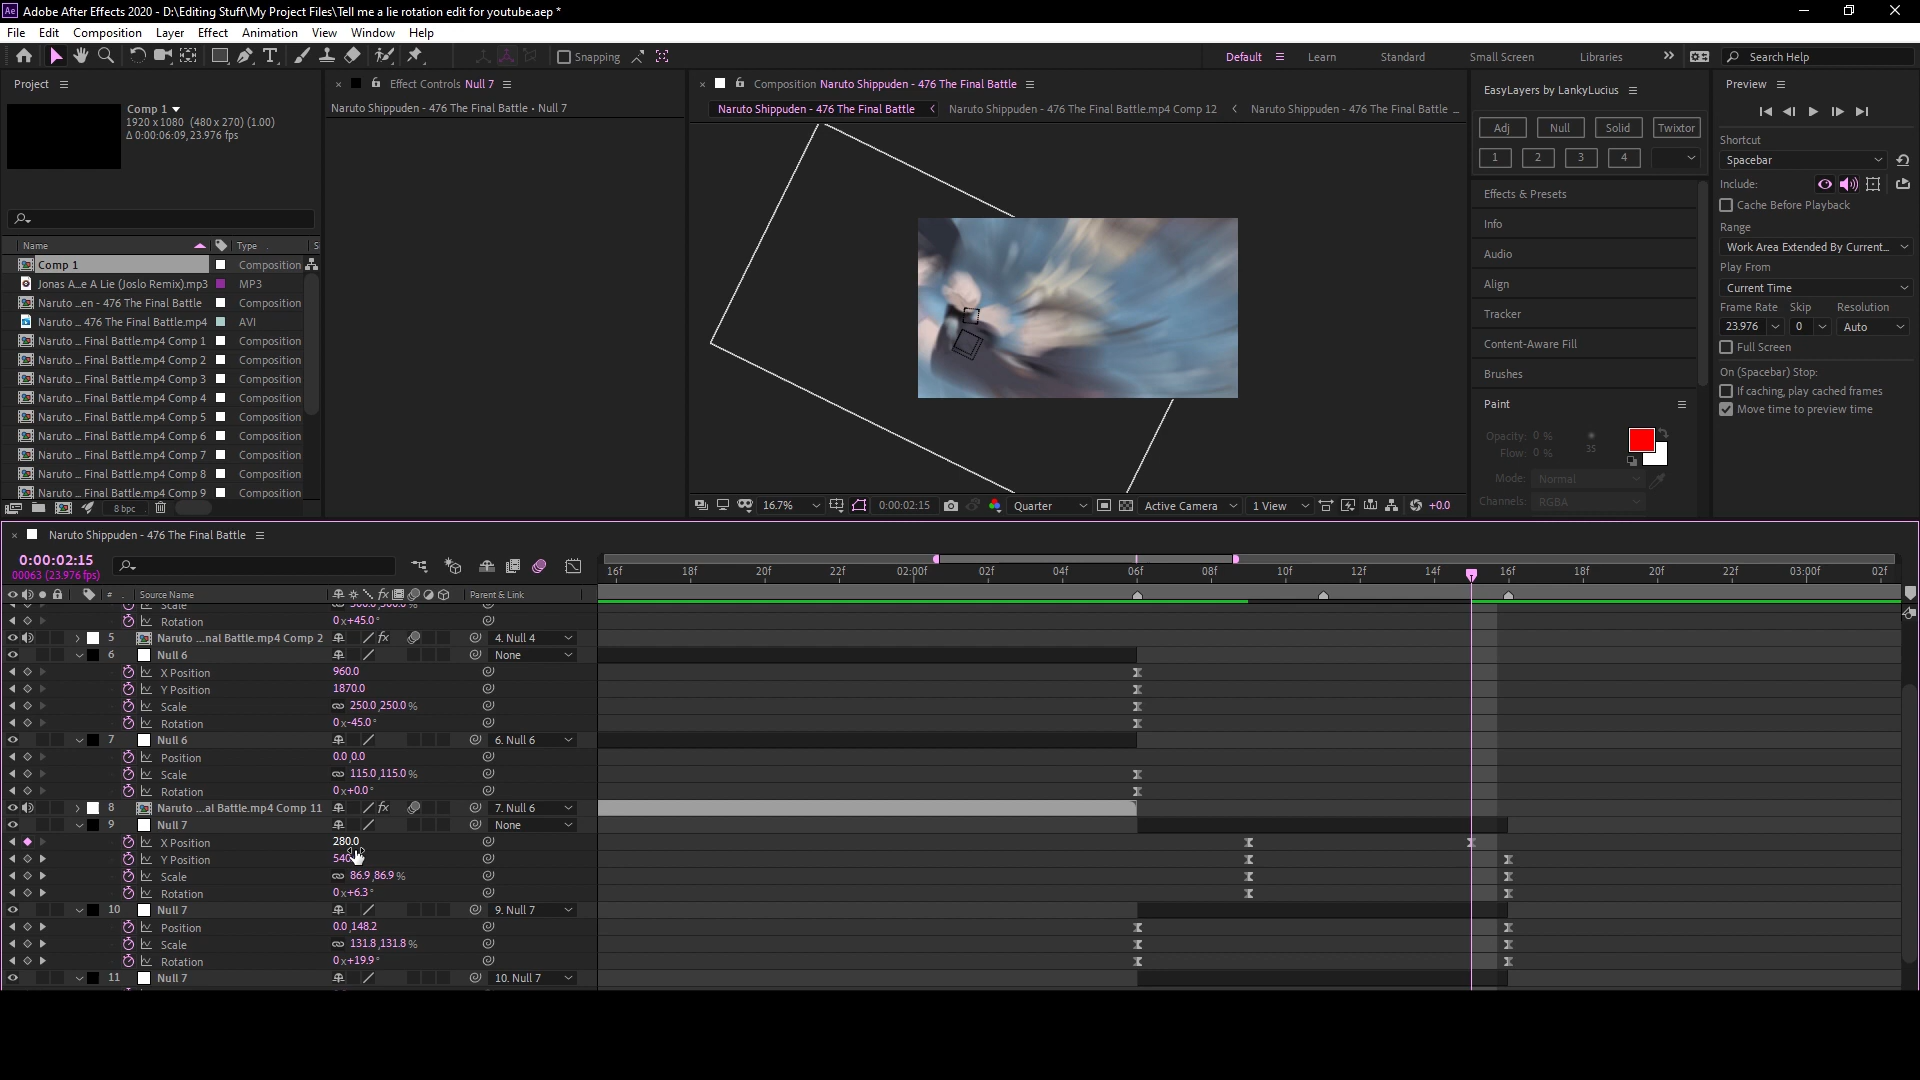 Adobe After Effects 2020 - D:\Editing Stuff\My Project Files\Tell me a lie rotation edit for youtube.aep *
File Edit Composition Layer Effect Animation View Window Help
Snapping
Default Learn Standard Small Screen Libraries Search Help
Project
Comp 1
1920 x 1080 (480 x 270) (1.00)
Δ 0:00:06:09, 23.976 fps
Name Type S
Comp 1 Composition
Jonas A...e A Lie (Joslo Remix).mp3 MP3
Naruto ...en - 476 The Final Battle Composition
Naruto ... 476 The Final Battle.mp4 AVI
Naruto ... Final Battle.mp4 Comp 1 Composition
Naruto ... Final Battle.mp4 Comp 2 Composition
Naruto ... Final Battle.mp4 Comp 3 Composition
Naruto ... Final Battle.mp4 Comp 4 Composition
Naruto ... Final Battle.mp4 Comp 5 Composition
Naruto ... Final Battle.mp4 Comp 6 Composition
Naruto ... Final Battle.mp4 Comp 7 Composition
Naruto ... Final Battle.mp4 Comp 8 Composition
Naruto ... Final Battle.mp4 Comp 9 Composition
8 bpc
Effect Controls Null 7
Naruto Shippuden - 476 The Final Battle • Null 7
Composition Naruto Shippuden - 476 The Final Battle
Naruto Shippuden - 476 The Final Battle < Naruto Shippuden - 476 The Final Battle.mp4 Comp 12 < Naruto Shippuden - 476 The Final Battle ...
16.7% 0:00:02:15 Quarter Active Camera 1 View +0.0
EasyLayers by LankyLucius
Adj Null Solid Twixtor
1 2 3 4
Effects & Presets
Info
Audio
Align
Tracker
Content-Aware Fill
Brushes
Paint
Opacity: 0 %
Flow: 0 %
35
Mode: Normal
Channels: RGBA
Preview
Shortcut
Spacebar
Include:
Cache Before Playback
Range
Work Area Extended By Current...
Play From
Current Time
Frame Rate Skip Resolution
23.976 0 Auto
Full Screen
On (Spacebar) Stop:
If caching, play cached frames
Move time to preview time
Naruto Shippuden - 476 The Final Battle
0:00:02:15
00063 (23.976 fps)
16f 18f 20f 22f 02:00f 02f 04f 06f 08f 10f 12f 14f 16f 18f 20f 22f 03:00f 02f
# Source Name Parent & Link
Scale
Rotation 0x+45.0°
5 Naruto ...nal Battle.mp4 Comp 2 4. Null 4
6 Null 6 None
X Position 960.0
Y Position 1870.0
Scale 250.0,250.0%
Rotation 0x-45.0°
7 Null 6 6. Null 6
Position 0.0,0.0
Scale 115.0,115.0%
Rotation 0x+0.0°
8 Naruto ...al Battle.mp4 Comp 11 7. Null 6
9 Null 7 None
X Position 280.0
Y Position 540
Scale 86.9,86.9%
Rotation 0x+6.3°
10 Null 7 9. Null 7
Position 0.0,148.2
Scale 131.8,131.8%
Rotation 0x+19.9°
11 Null 7 10. Null 7